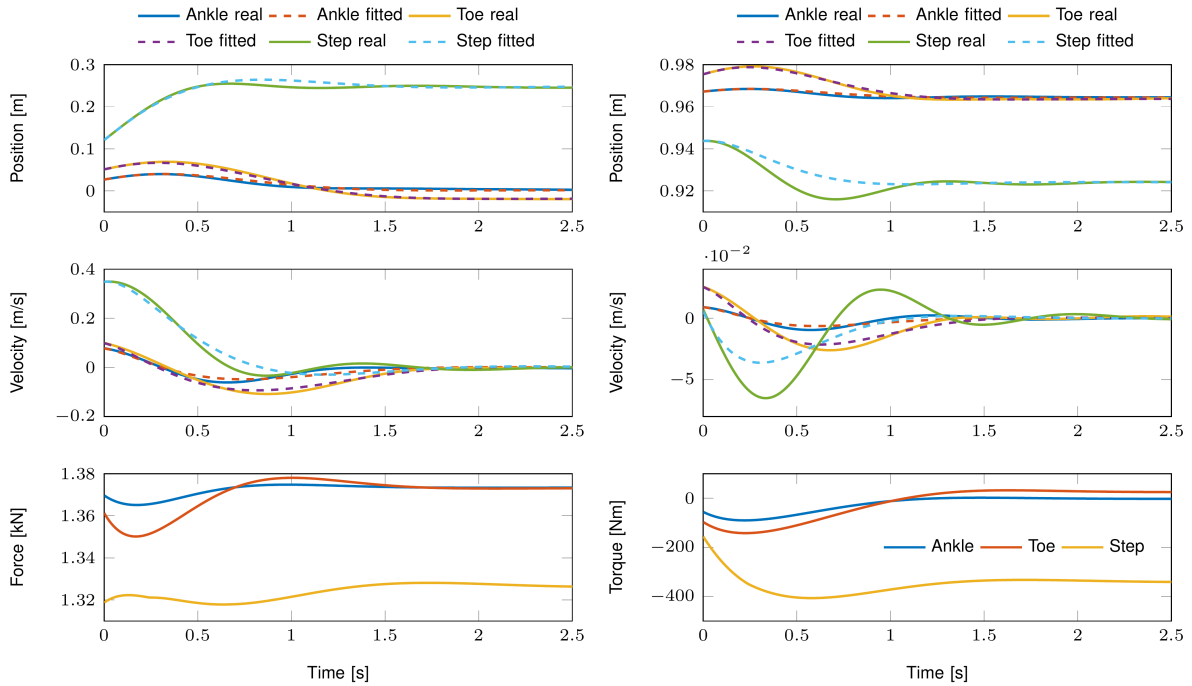 Ankle real Ankle fitted Toe real
Toe fitted Step real Step fitted
0.3
0.2
0.1
0
Position [m]
0 0.5 1 1.5 2 2.5
Ankle real Ankle fitted Toe real
Toe fitted Step real Step fitted
0.98
0.96
0.94
0.92
Position [m]
0 0.5 1 1.5 2 2.5
0.4
0.2
0
−0.2
Velocity [m/s]
0 0.5 1 1.5 2 2.5
·10−2
0
−5
Velocity [m/s]
0 0.5 1 1.5 2 2.5
1.38
1.36
1.34
1.32
Force [kN]
0 0.5 1 1.5 2 2.5
Time [s]
0
−200
−400
Torque [Nm]
Ankle Toe Step
0 0.5 1 1.5 2 2.5
Time [s]